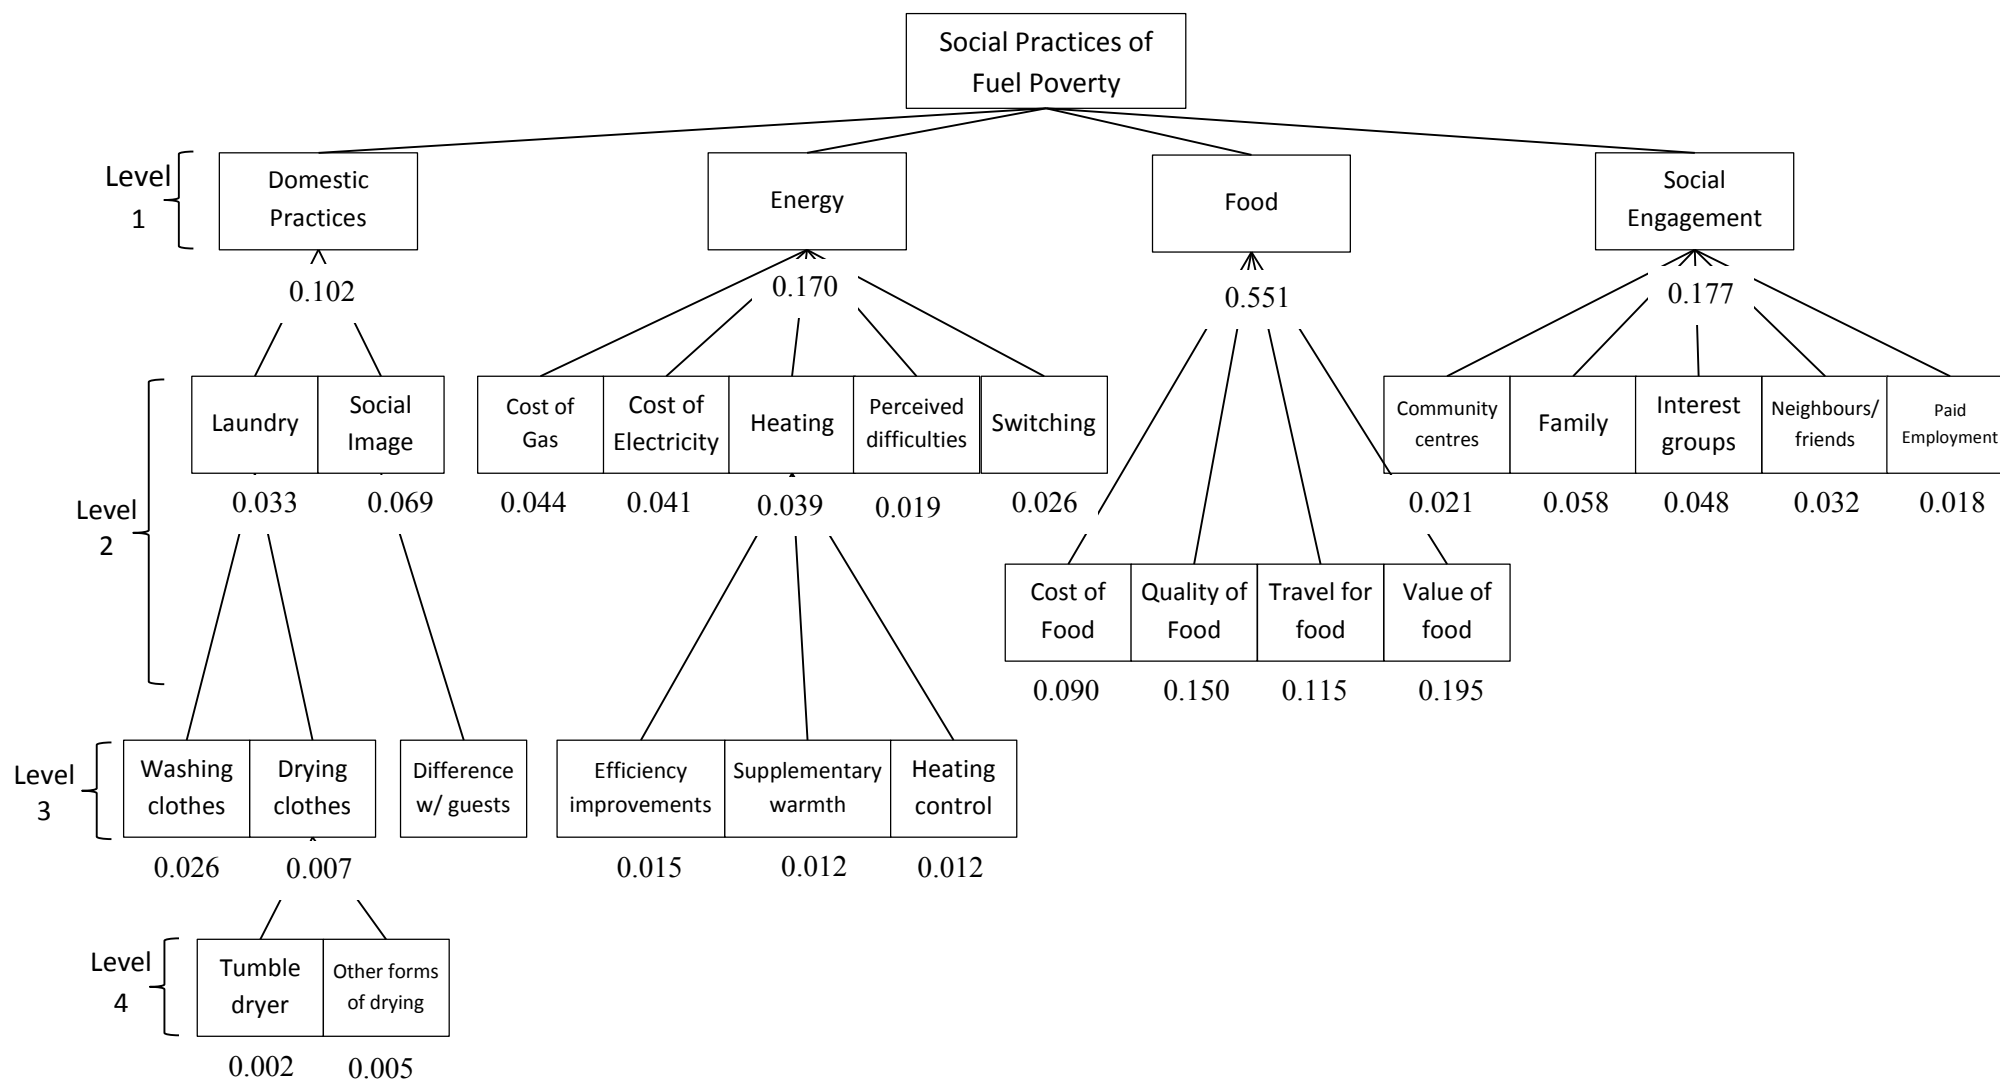 Social Practices of
Fuel Poverty
Level
1
Domestic
Practices
Energy
Food
Social
Engagement
0.102
0.170
0.551
0.177
Level
2
Laundry
Social
Image
Cost of
Gas
Cost of
Electricity
Heating
Perceived
difficulties
Switching
Community
centres
Family
Interest
groups
Neighbours/
friends
Paid
Employment
0.033
0.069
0.044
0.041
0.039
0.019
0.026
0.021
0.058
0.048
0.032
0.018
Cost of
Food
Quality of
Food
Travel for
food
Value of
food
0.090
0.150
0.115
0.195
Level
3
Washing
clothes
Drying
clothes
Difference
w/ guests
Efficiency
improvements
Supplementary
warmth
Heating
control
0.026
0.007
0.015
0.012
0.012
Level
4
Tumble
dryer
Other forms
of drying
0.002
0.005